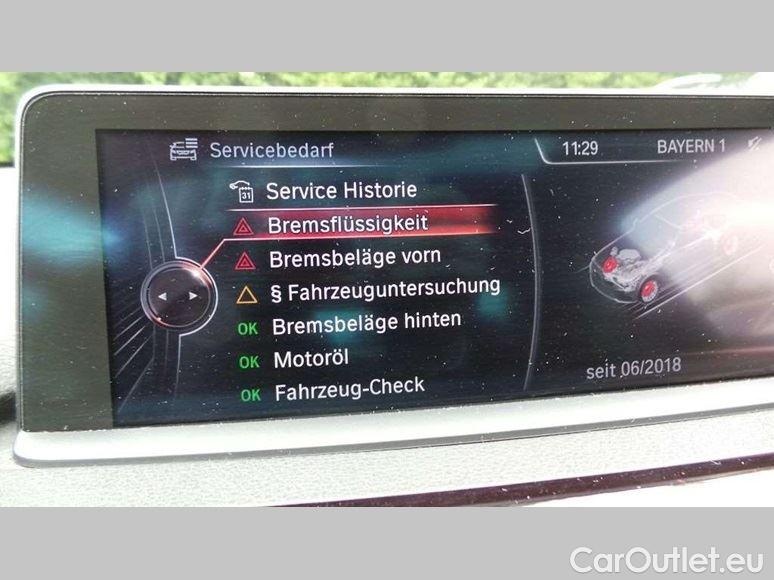 Servicebedarf
11:29
BAYERN 1
31
Service Historie
Bremsflüssigkeit
Bremsbeläge vorn
§ Fahrzeuguntersuchung
OK Bremsbeläge hinten
OK Motoröl
OK Fahrzeug-Check
seit 06/2018
CarOutlet.eu